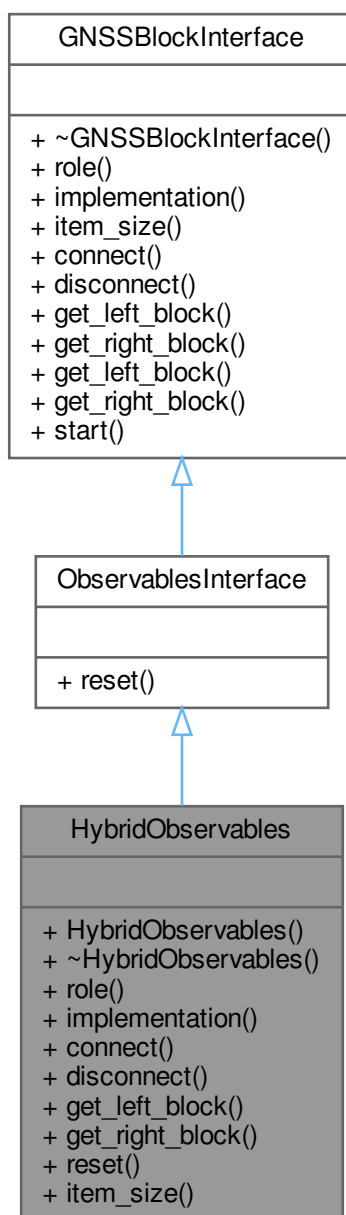 GNSSBlockInterface
+ ~GNSSBlockInterface()
+ role()
+ implementation()
+ item_size()
+ connect()
+ disconnect()
+ get_left_block()
+ get_right_block()
+ get_left_block()
+ get_right_block()
+ start()
ObservablesInterface
+ reset()
HybridObservables
+ HybridObservables()
+ ~HybridObservables()
+ role()
+ implementation()
+ connect()
+ disconnect()
+ get_left_block()
+ get_right_block()
+ reset()
+ item_size()